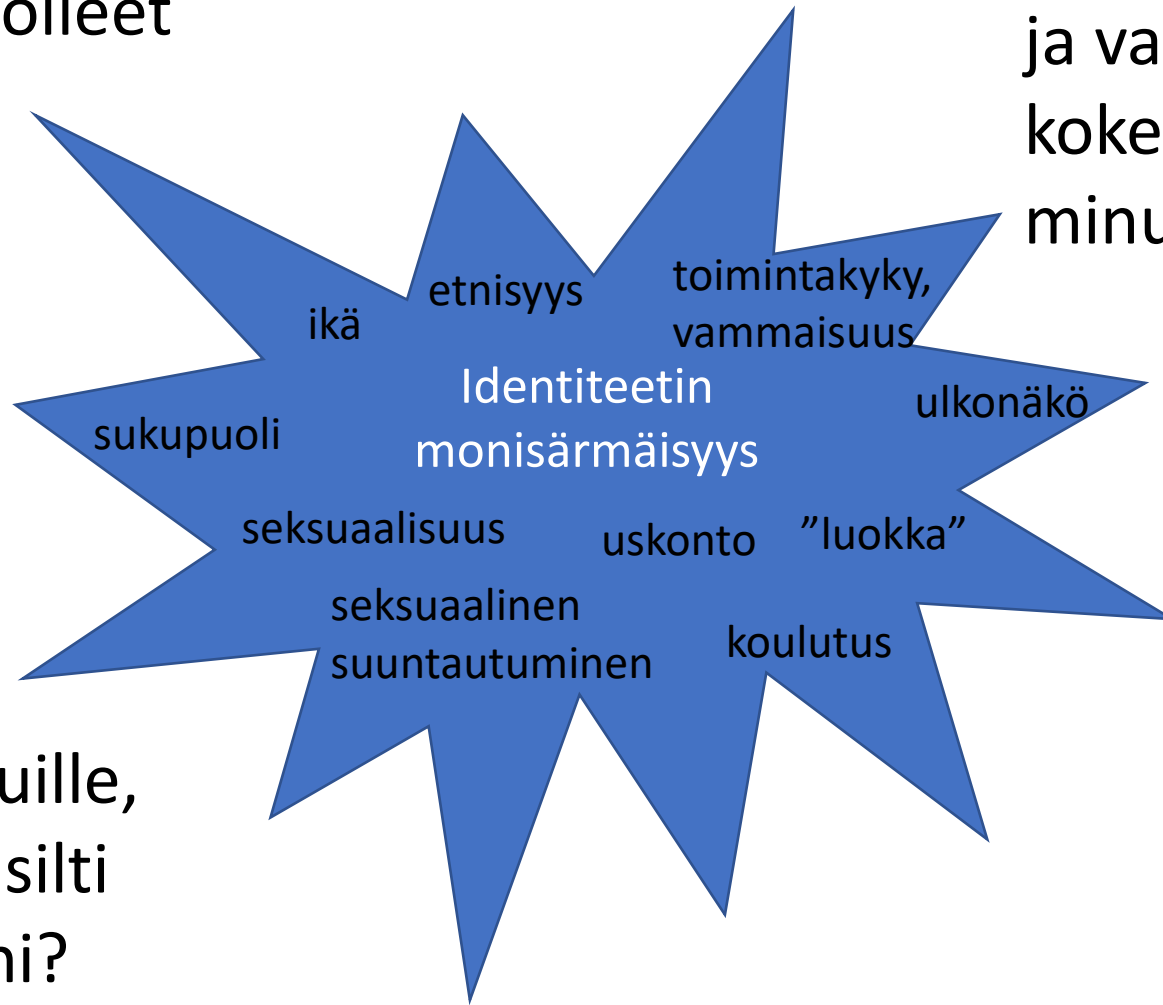 olleet
ja va
koke
minu
etnisyys
toimintakyky,
vammaisuus
ikä
Identiteetin
monisärmäisyys
ulkonäkö
sukupuoli
seksuaalisuus
uskonto
”luokka”
seksuaalinen
suuntautuminen
koulutus
uille,
silti
ni?